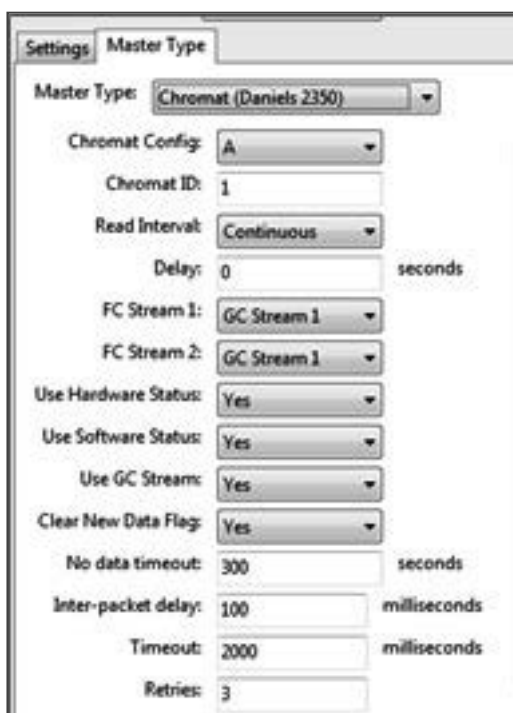 Settings Master Type
Master Type: Chromat (Daniels 2350)
Chromat Config: A
Chromat ID: 1
Read Interval: Continuous
Delay: 0 seconds
FC Stream 1: GC Stream 1
FC Stream 2: GC Stream 1
Use Hardware Status: Yes
Use Software Status: Yes
Use GC Stream: Yes
Clear New Data Flag: Yes
No data timeout: 300 seconds
Inter-packet delay: 100 milliseconds
Timeout: 2000 milliseconds
Retries: 3